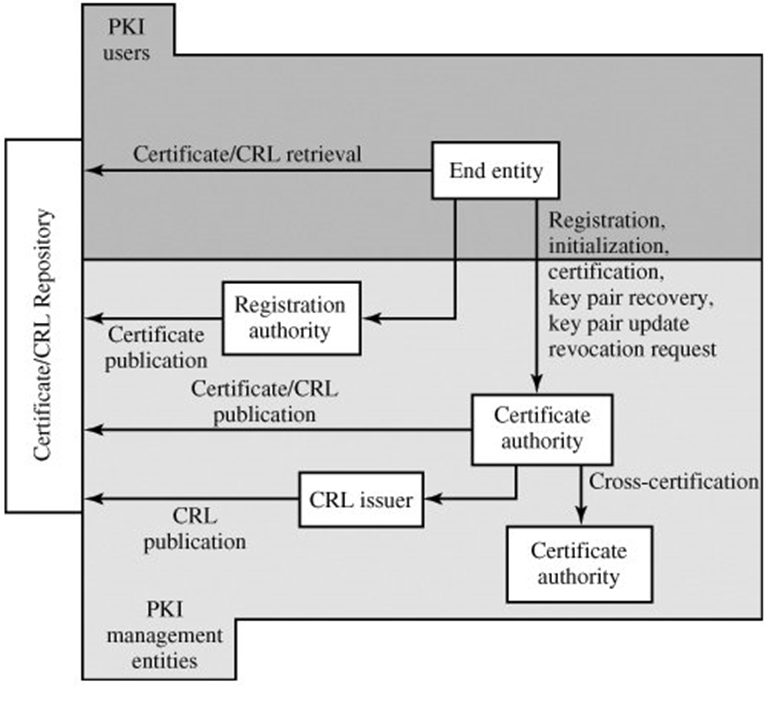 PKI
users
Certificate/CRL retrieval
End entity
Certificate/CRL Repository
Registration,
initialization,
certification,
key pair recovery,
key pair update
revocation request
Registration
authority
Certificate
publication
Certificate/CRL
publication
Certificate
authority
Cross-certification
CRL issuer
CRL
publication
Certificate
authority
PKI
management
entities